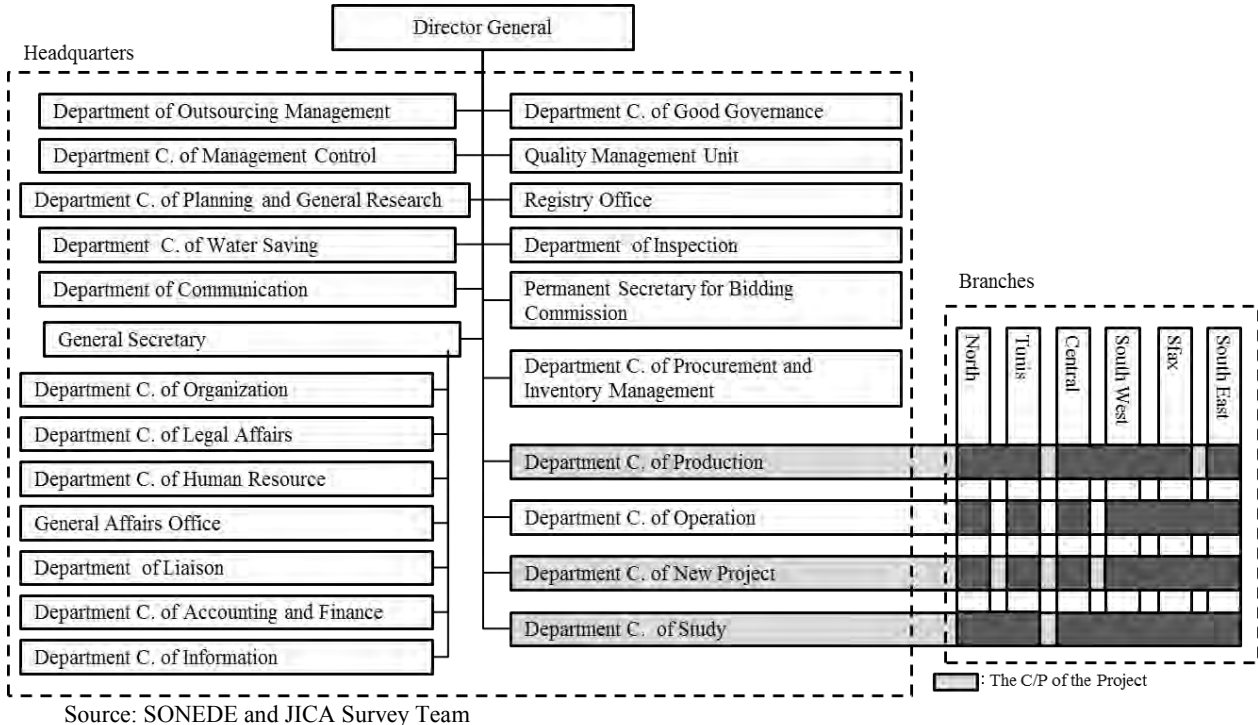 Director General
Headquarters
Department of Outsourcing Management
Department C. of Management Control
Department C. of Planning and General Research
Department C. of Water Saving
Department of Communication
General Secretary
Department C. of Organization
Department C. of Legal Affairs
Department C. of Human Resource
General Affairs Office
Department of Liaison
Department C. of Accounting and Finance
Department C. of Information
Department C. of Good Governance
Quality Management Unit
Registry Office
Department of Inspection
Permanent Secretary for Bidding
Commission
Department C. of Procurement and
Inventory Management
Department C. of Production
Department C. of Operation
Department C. of New Project
Department C. of Study
Branches
North
Tunis
Central
South West
Sfax
South East
: The C/P of the Project
Source: SONEDE and JICA Survey Team